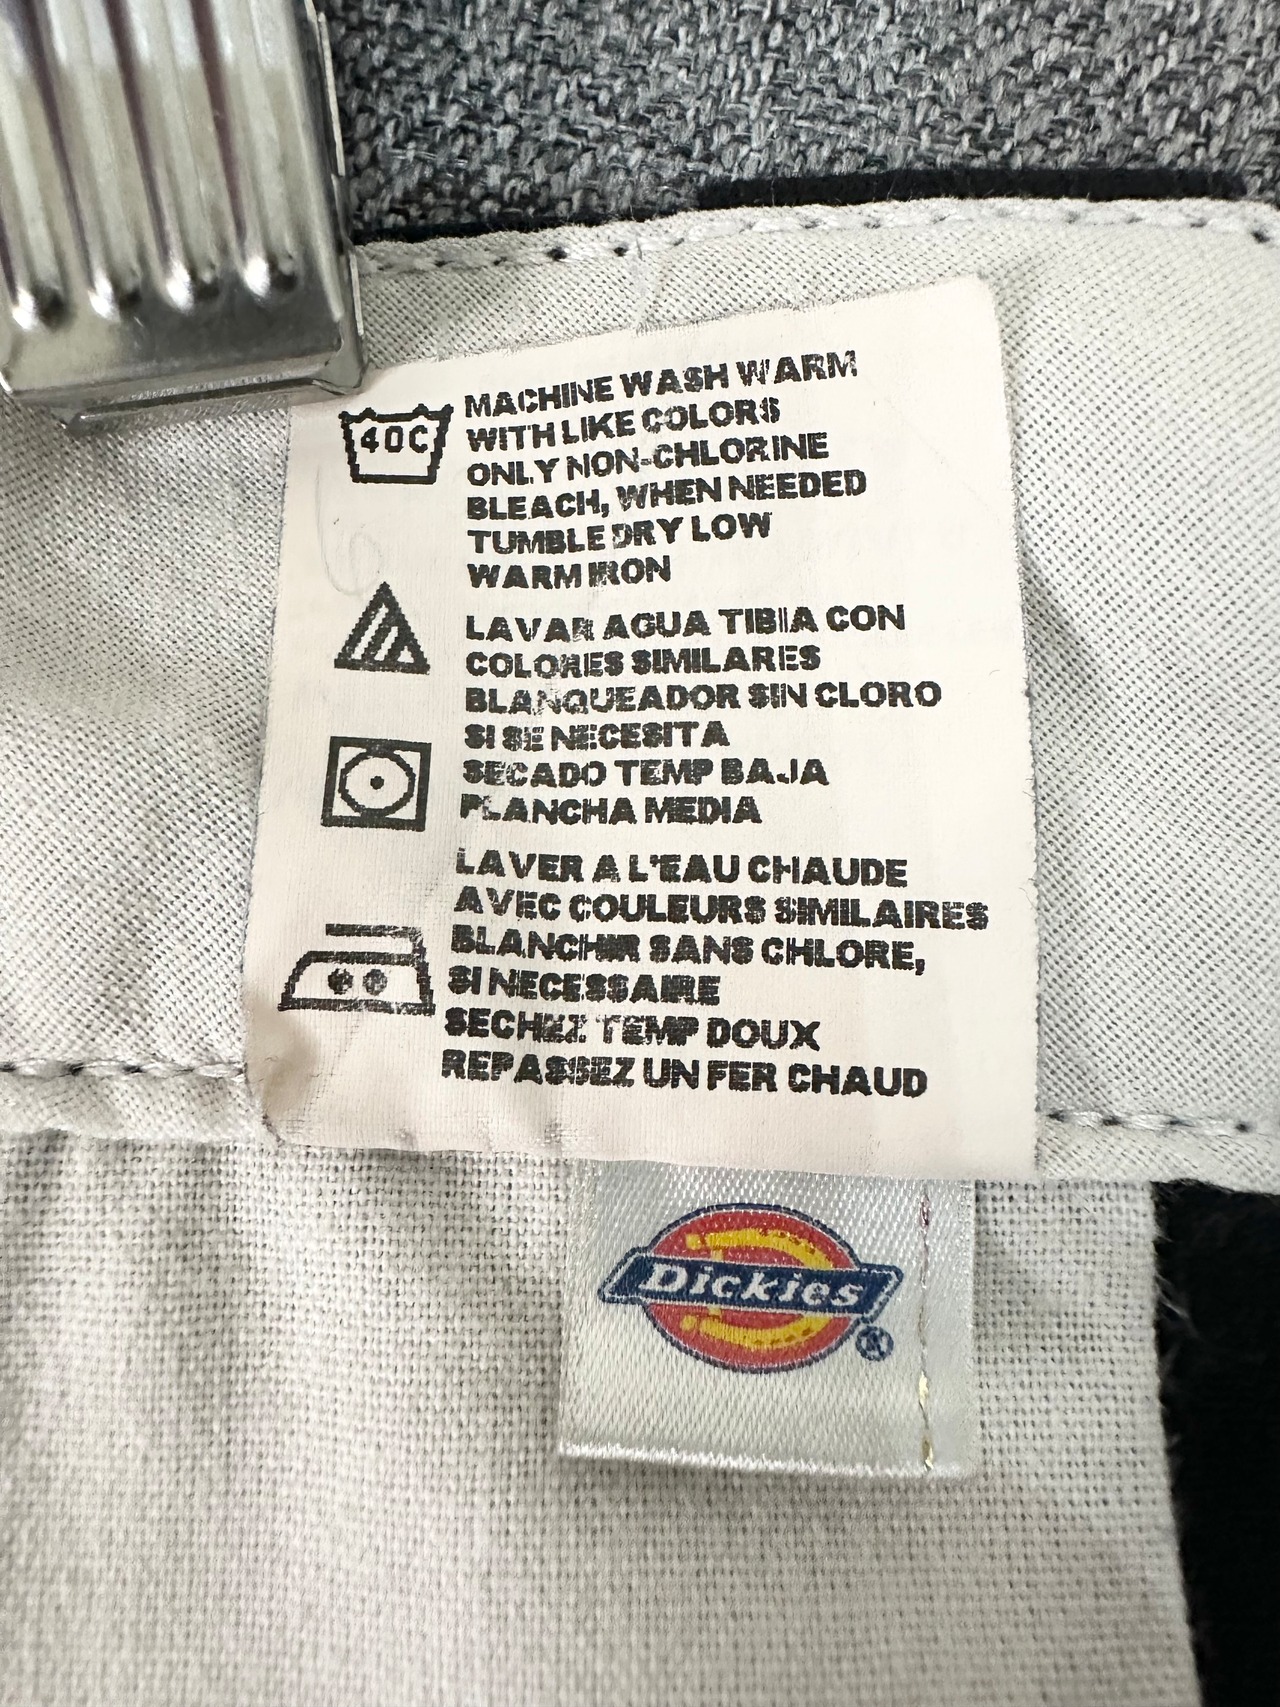 40C
MACHINE WASH WARM
WITH LIKE COLORS
ONLY NON-CHLORINE
BLEACH, WHEN NEEDED
TUMBLE DRY LOW
WARM IRON
LAVAR AGUA TIBIA CON
COLORES SIMILARES
BLANQUEADOR SIN CLORO
SI SE NECESITA
SECADO TEMP BAJA
PLANCHA MEDIA
LAVER A L'EAU CHAUDE
AVEC COULEURS SIMILAIRES
BLANCHIR SANS CHLORE,
SI NECESSAIRE
SECHEZ TEMP DOUX
REPASSEZ UN FER CHAUD
Dickies®